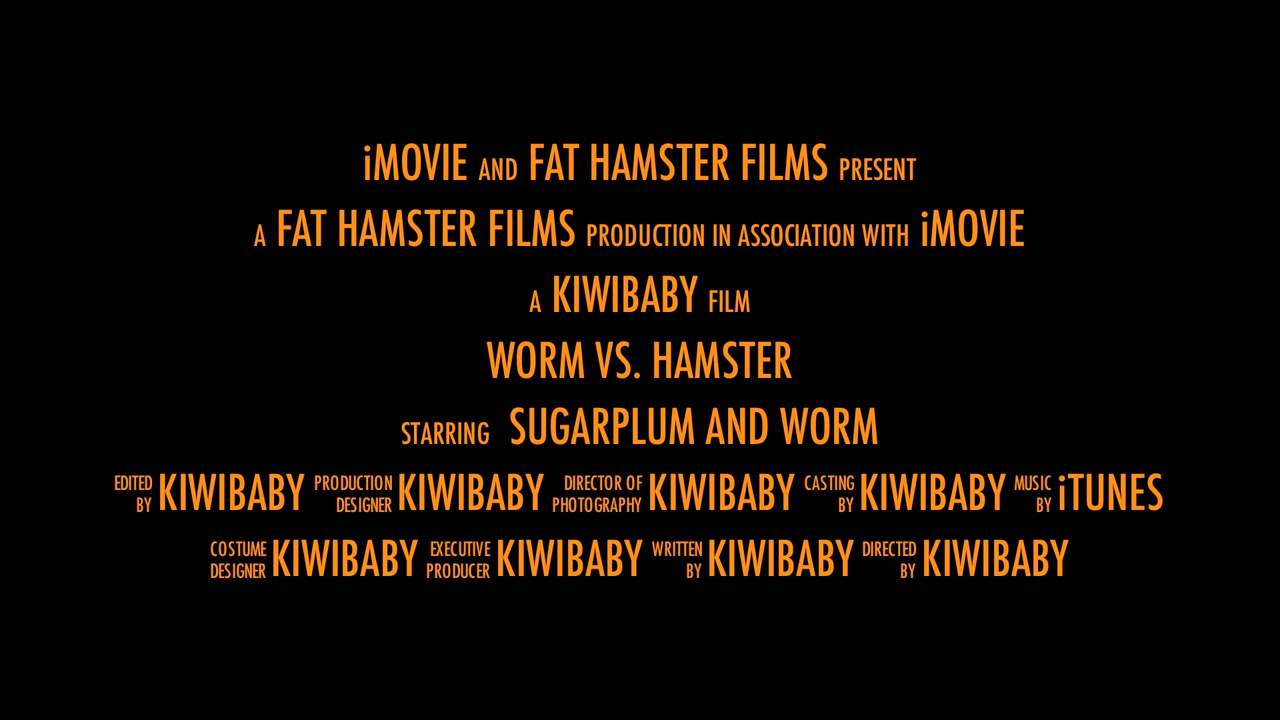 iMOVIE AND FAT HAMSTER FILMS PRESENT
A FAT HAMSTER FILMS PRODUCTION IN ASSOCIATION WITH iMOVIE
A KIWIBABY FILM
WORM VS. HAMSTER
STARRING SUGARPLUM AND WORM
EDITED BY KIWIBABY PRODUCTION DESIGNER KIWIBABY DIRECTOR OF PHOTOGRAPHY KIWIBABY CASTING BY KIWIBABY MUSIC BY iTUNES
COSTUME DESIGNER KIWIBABY EXECUTIVE PRODUCER KIWIBABY WRITTEN BY KIWIBABY DIRECTED BY KIWIBABY